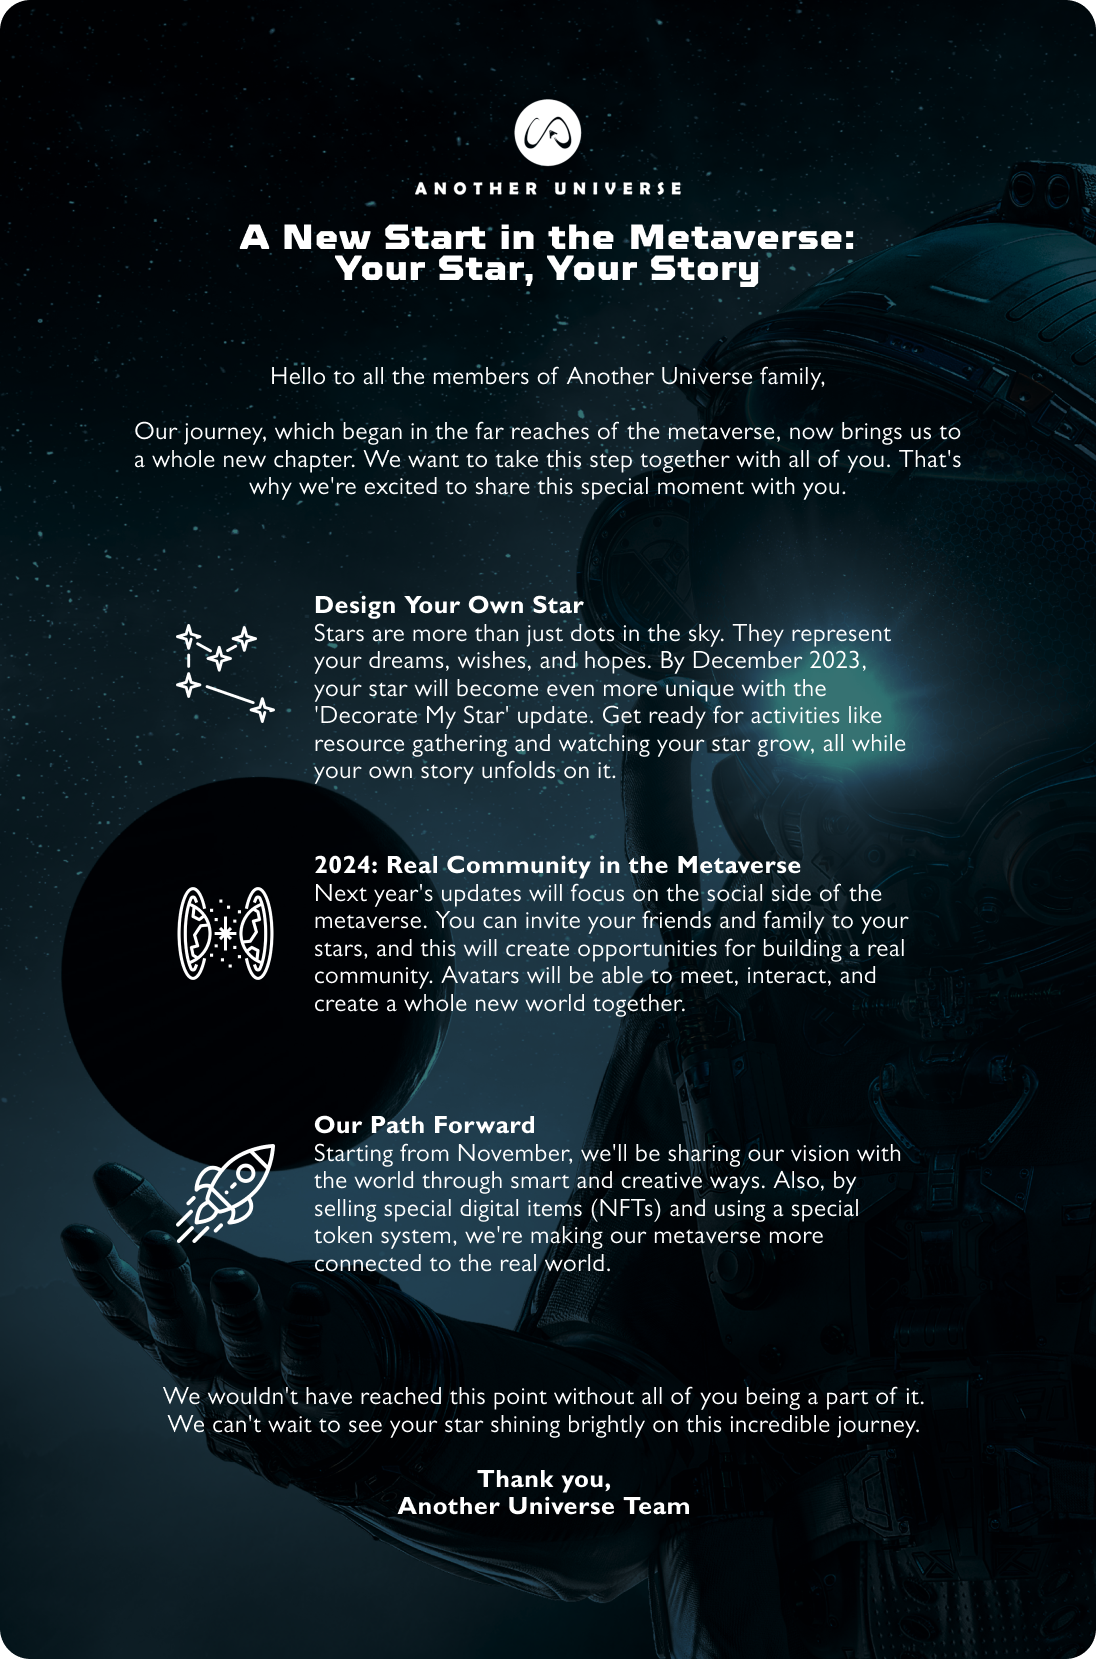 ANOTHER UNIVERSE
A New Start in the Metaverse:
Your Star, Your Story
Hello to all the members of Another Universe family,
Our journey, which began in the far reaches of the metaverse, now brings us to
a whole new chapter. We want to take this step together with all of you. That's
why we're excited to share this special moment with you.
Design Your Own Star
Stars are more than just dots in the sky. They represent
your dreams, wishes, and hopes. By December 2023,
your star will become even more unique with the
'Decorate My Star' update. Get ready for activities like
resource gathering and watching your star grow, all while
your own story unfolds on it.
2024: Real Community in the Metaverse
Next year's updates will focus on the social side of the
metaverse. You can invite your friends and family to your
stars, and this will create opportunities for building a real
community. Avatars will be able to meet, interact, and
create a whole new world together.
Our Path Forward
Starting from November, we'll be sharing our vision with
the world through smart and creative ways. Also, by
selling special digital items (NFTs) and using a special
token system, we're making our metaverse more
connected to the real world.
We wouldn't have reached this point without all of you being a part of it.
We can't wait to see your star shining brightly on this incredible journey.
Thank you,
Another Universe Team